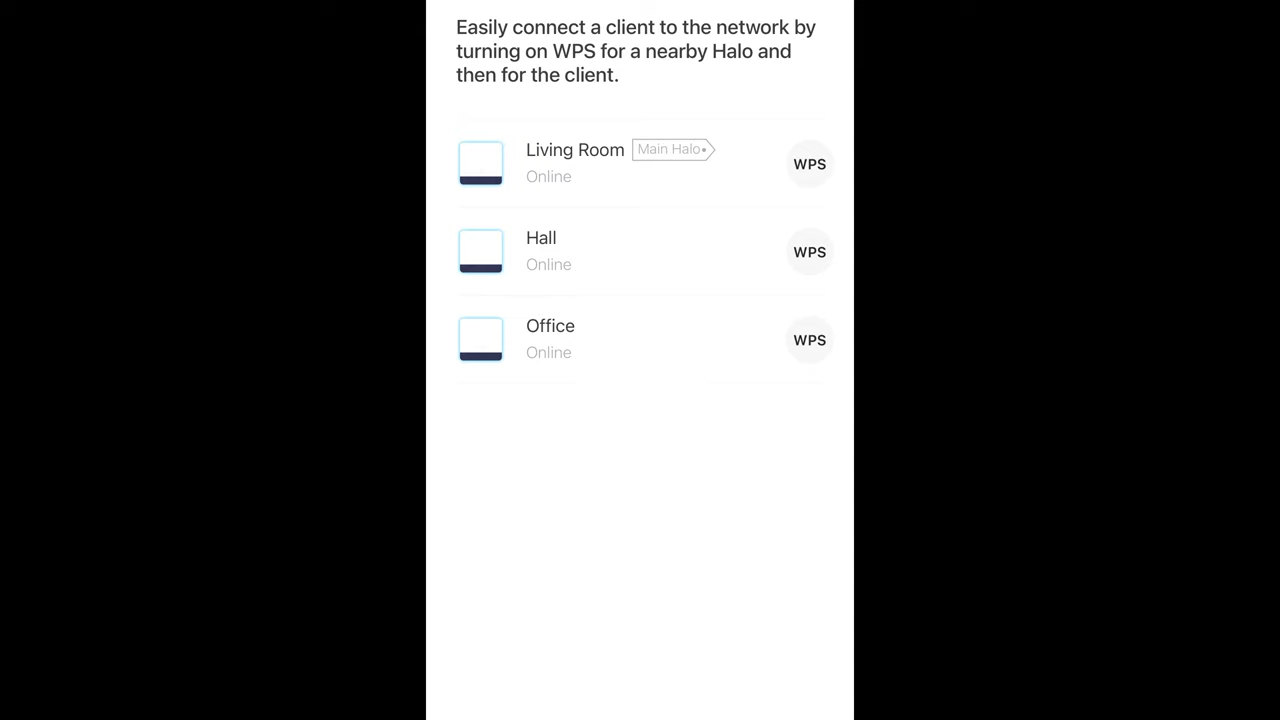 Easily connect a client to the network by
turning on WPS for a nearby Halo and
then for the client.
Living Room Main Halo
Online
WPS
Hall
Online
WPS
Office
Online
WPS